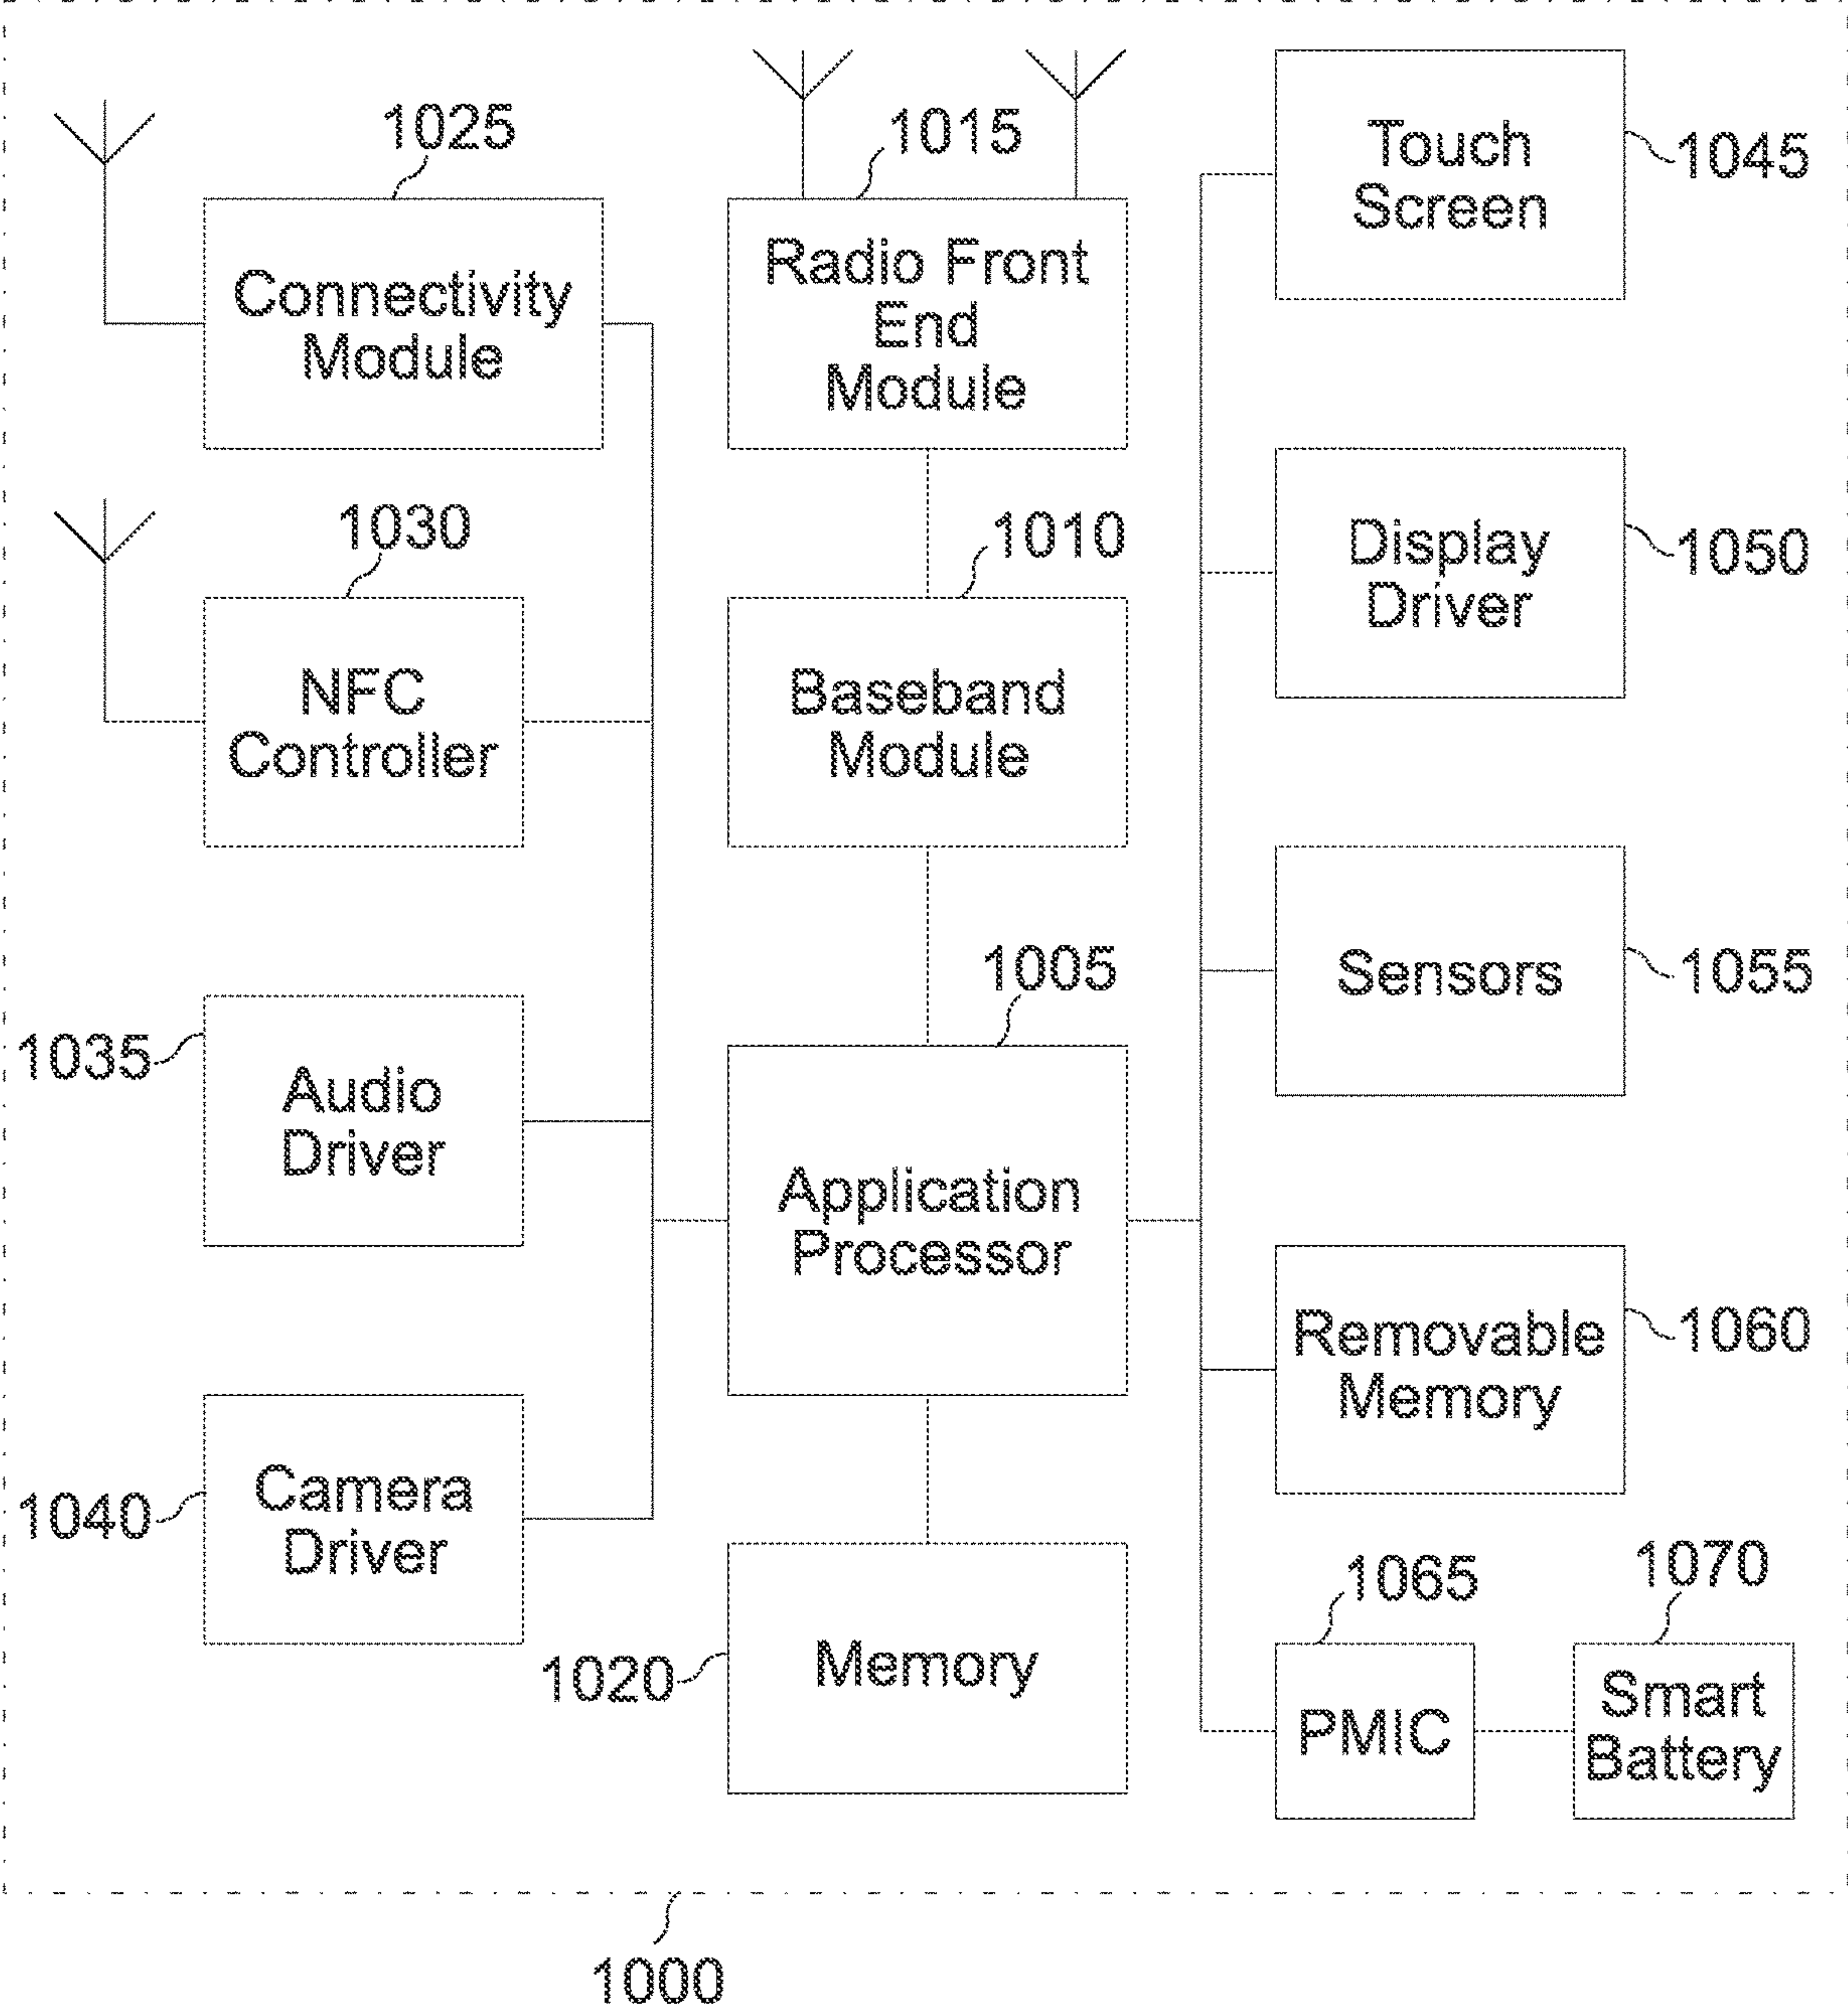 1025
Connectivity
Module
1030
NFC
Controller
1035
Audio
Driver
1040
Camera
Driver
1015
Radio Front
End
Module
1010
Baseband
Module
1005
Application
Processor
1020
Memory
Touch
Screen
1045
Display
Driver
1050
Sensors
1055
Removable
Memory
1060
1065
PMIC
1070
Smart
Battery
1000